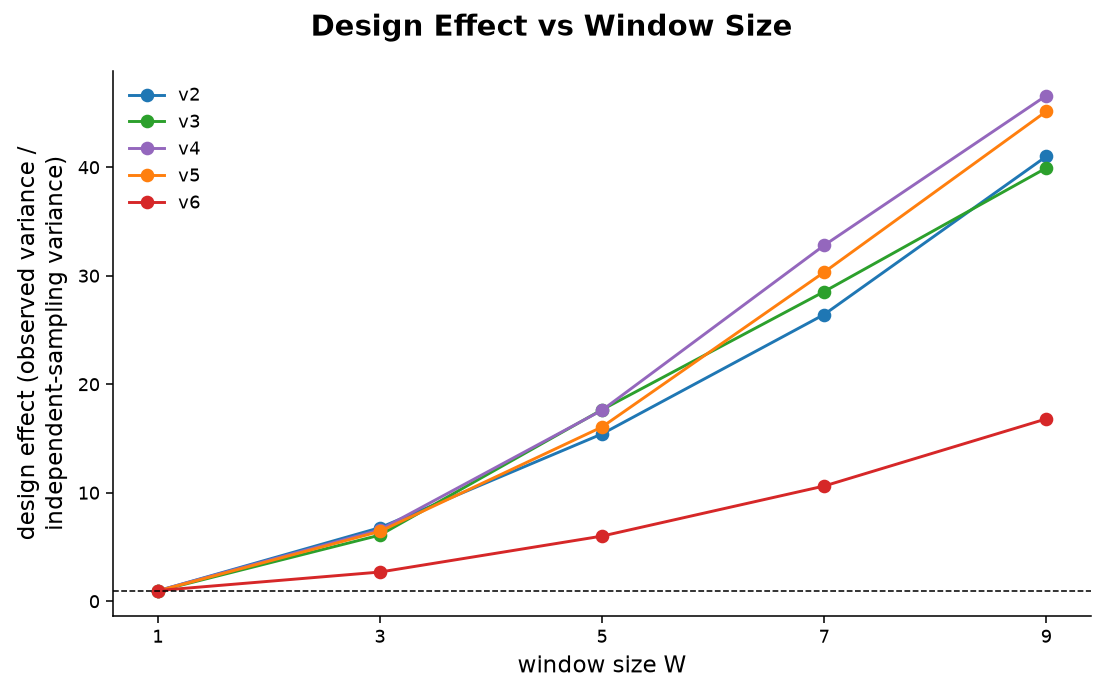 Design Effect vs Window Size
design effect (observed variance /
independent-sampling variance)
40
30
20
10
0
v2
v3
v4
v5
v6
1 3 5 7 9
window size W